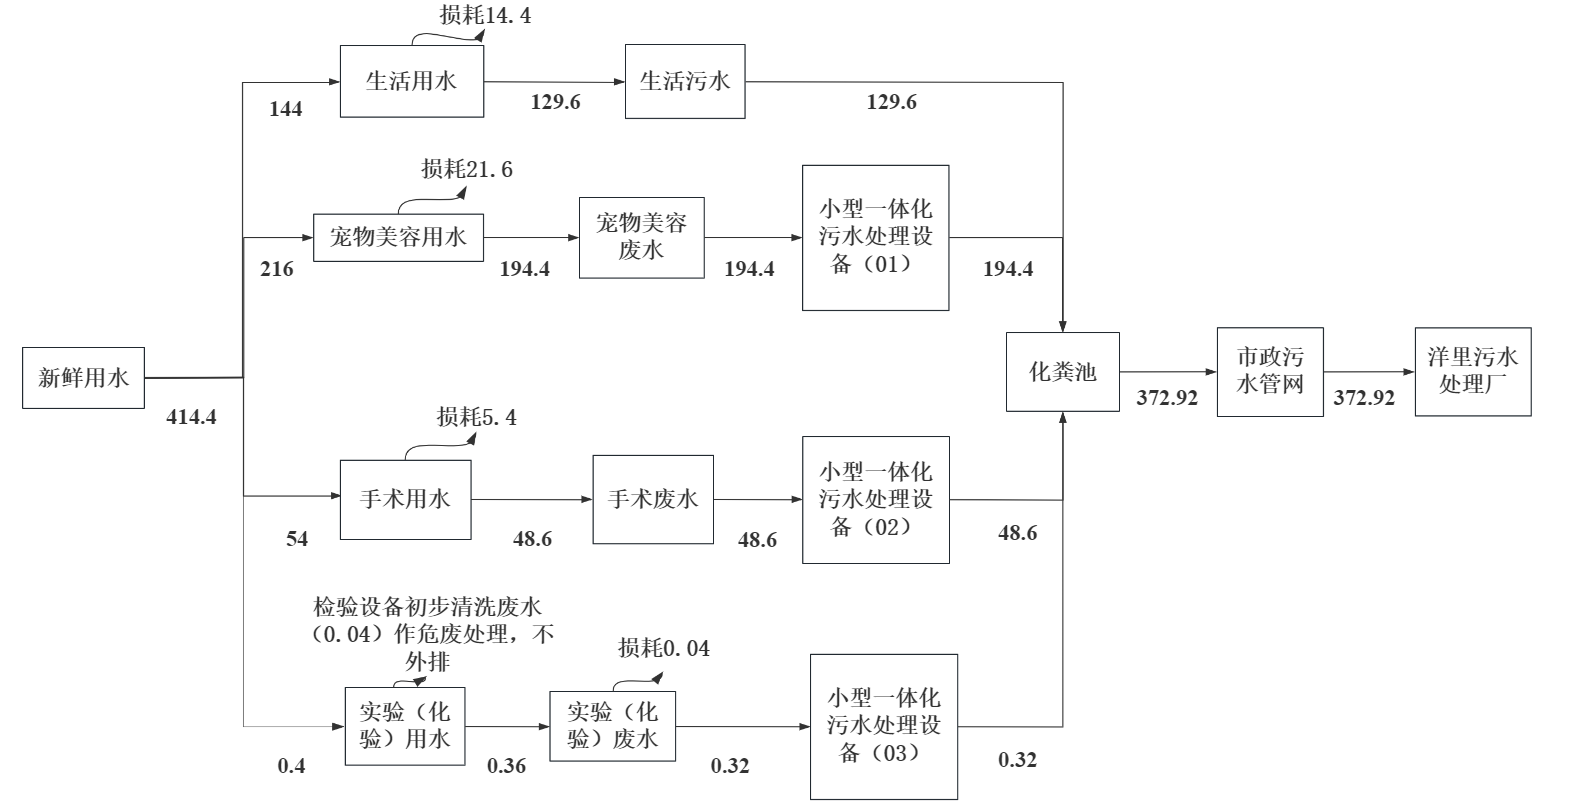 损耗14.4
生活用水
生活污水
144
129.6
129.6
损耗21.6
宠物美容用水
宠物美容
废水
小型一体化
污水处理设
备（01）
216
194.4
194.4
194.4
新鲜用水
414.4
化粪池
市政污
水管网
洋里污水
处理厂
372.92
372.92
损耗5.4
手术用水
手术废水
小型一体化
污水处理设
备（02）
54
48.6
48.6
48.6
检验设备初步清洗废水
（0.04）作危废处理，不
外排
损耗0.04
实验（化
验）用水
实验（化
验）废水
小型一体化
污水处理设
备（03）
0.4
0.36
0.32
0.32